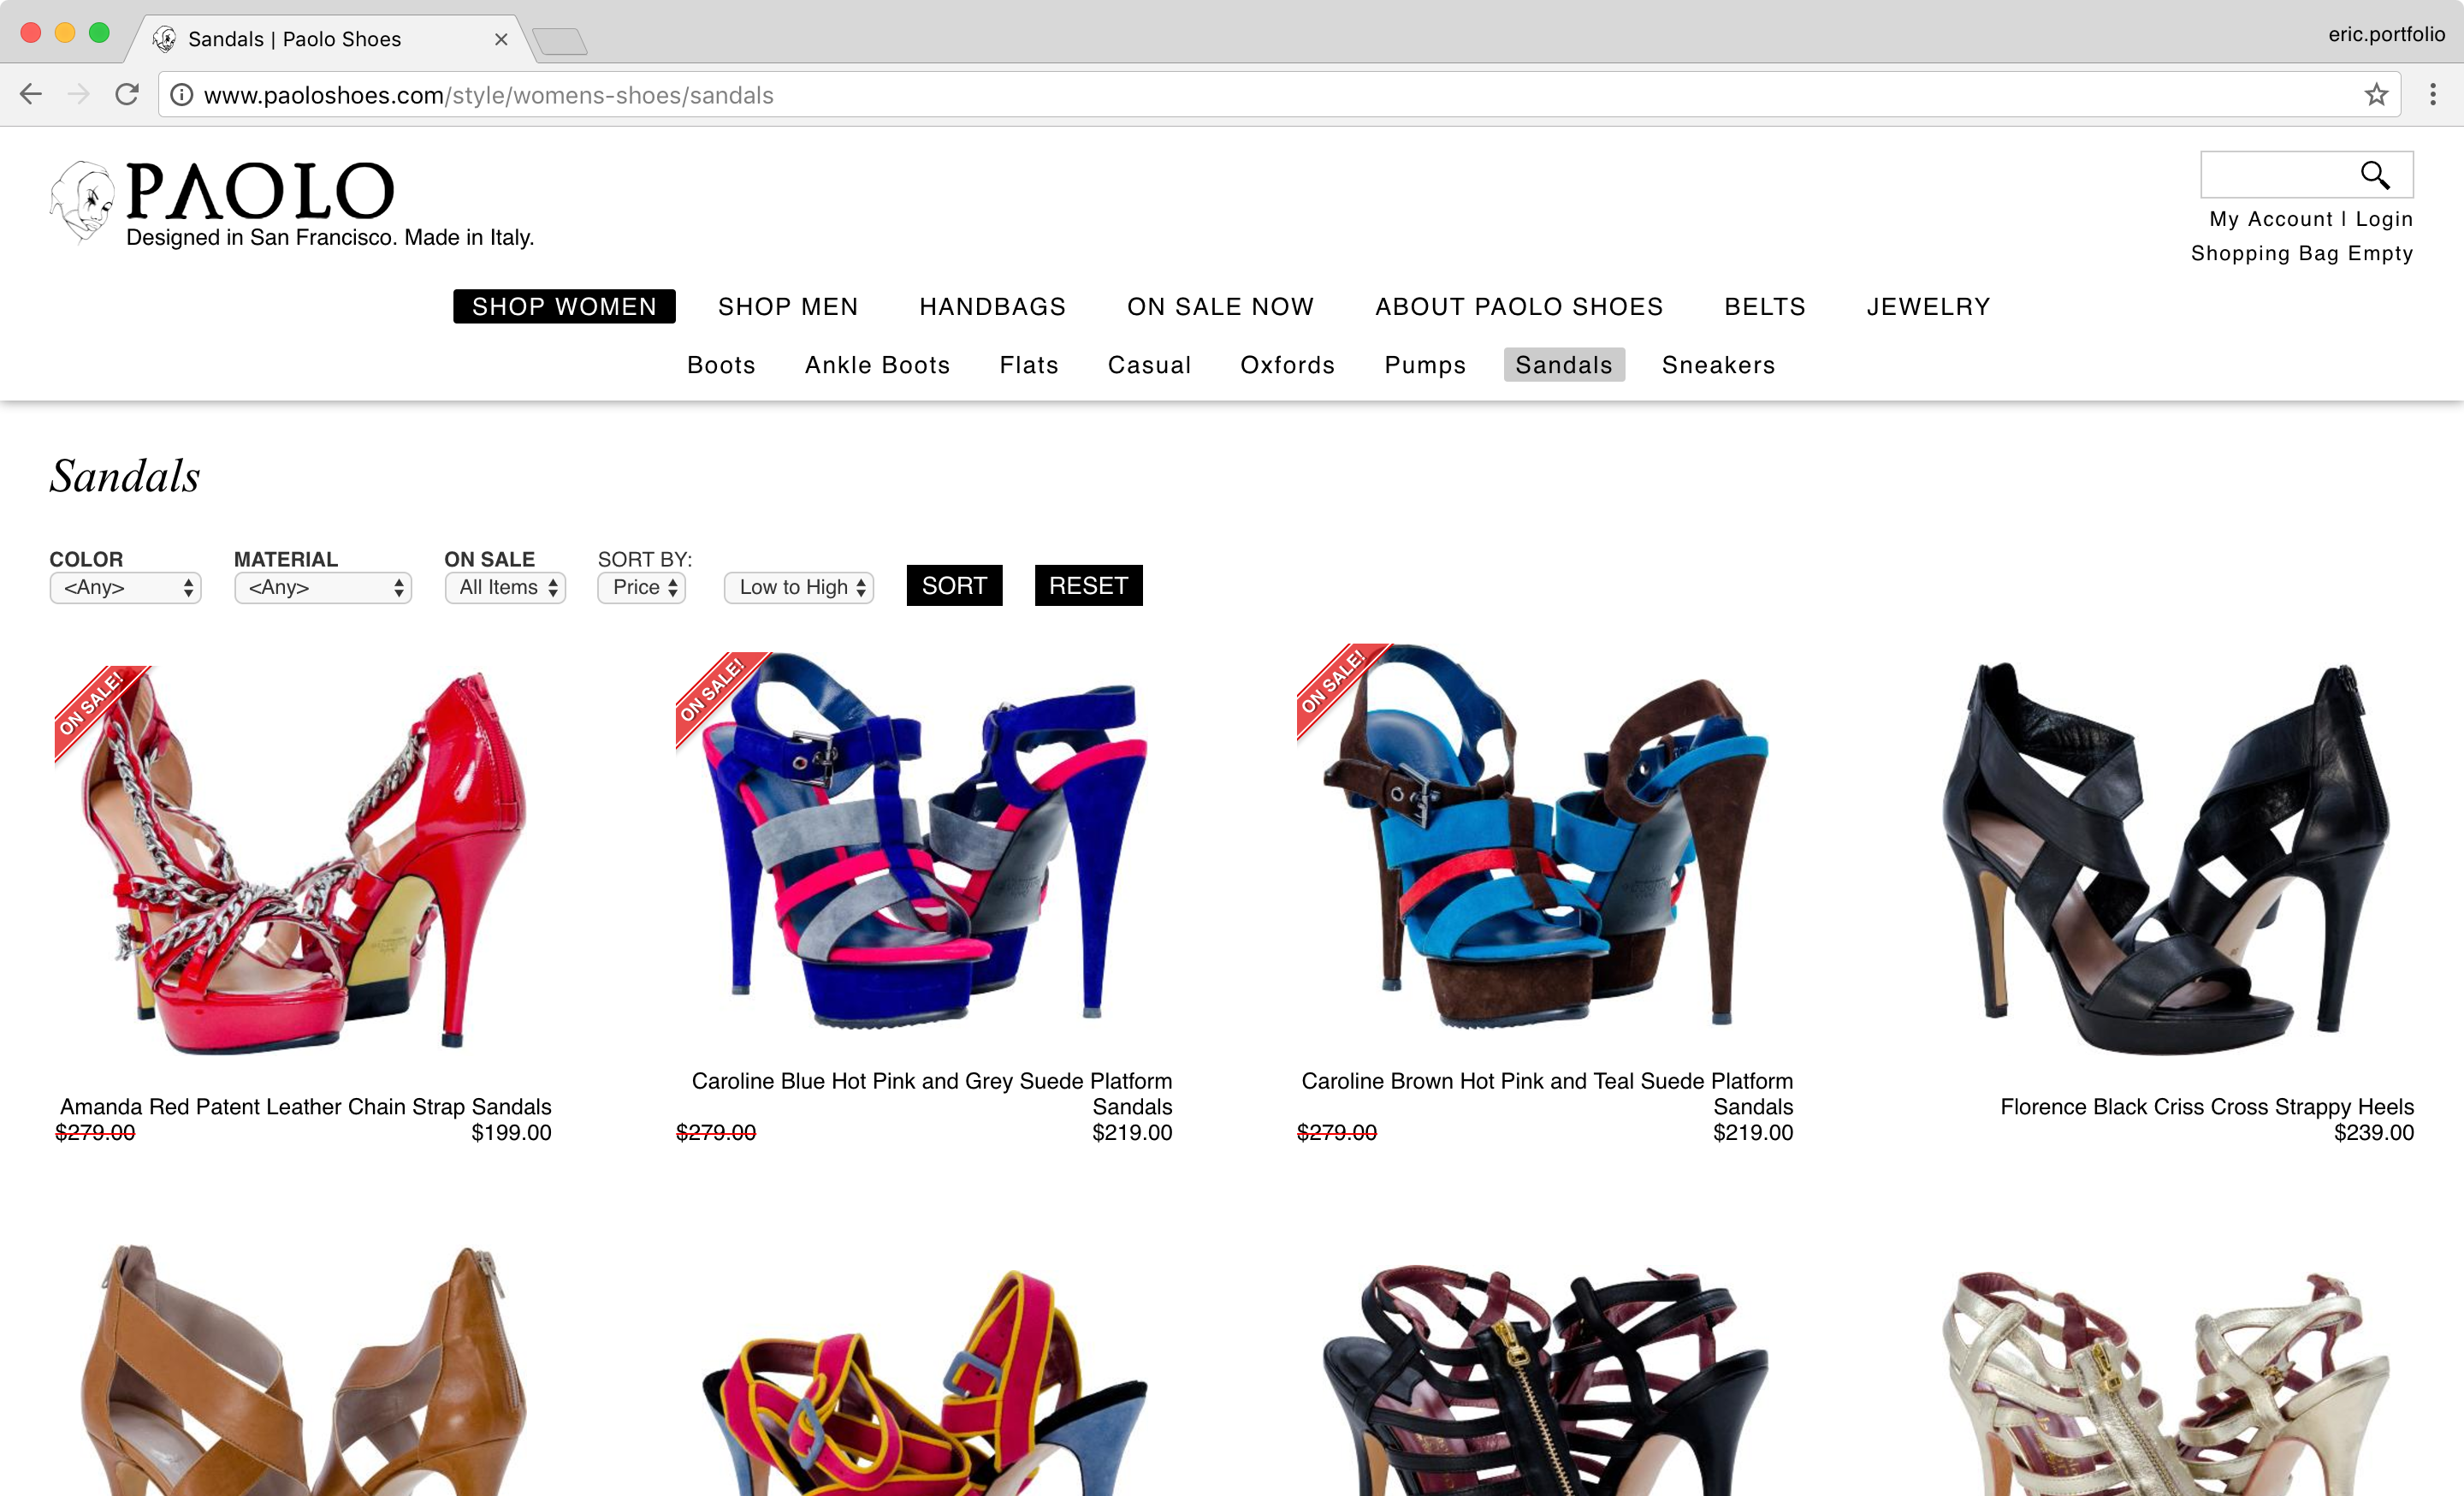 Sandals | Paolo Shoes
eric.portfolio
www.paoloshoes.com/style/womens-shoes/sandals
PAOLO
Designed in San Francisco. Made in Italy.
My Account | Login
Shopping Bag Empty
SHOP WOMEN SHOP MEN HANDBAGS ON SALE NOW ABOUT PAOLO SHOES BELTS JEWELRY
Boots Ankle Boots Flats Casual Oxfords Pumps Sandals Sneakers
Sandals
COLOR MATERIAL ON SALE SORT BY:
<Any> <Any> All Items Price Low to High SORT RESET
ON SALE!
ON SALE!
ON SALE!
Amanda Red Patent Leather Chain Strap Sandals
$279.00 $199.00
Caroline Blue Hot Pink and Grey Suede Platform
Sandals
$279.00 $219.00
Caroline Brown Hot Pink and Teal Suede Platform
Sandals
$279.00 $219.00
Florence Black Criss Cross Strappy Heels
$239.00